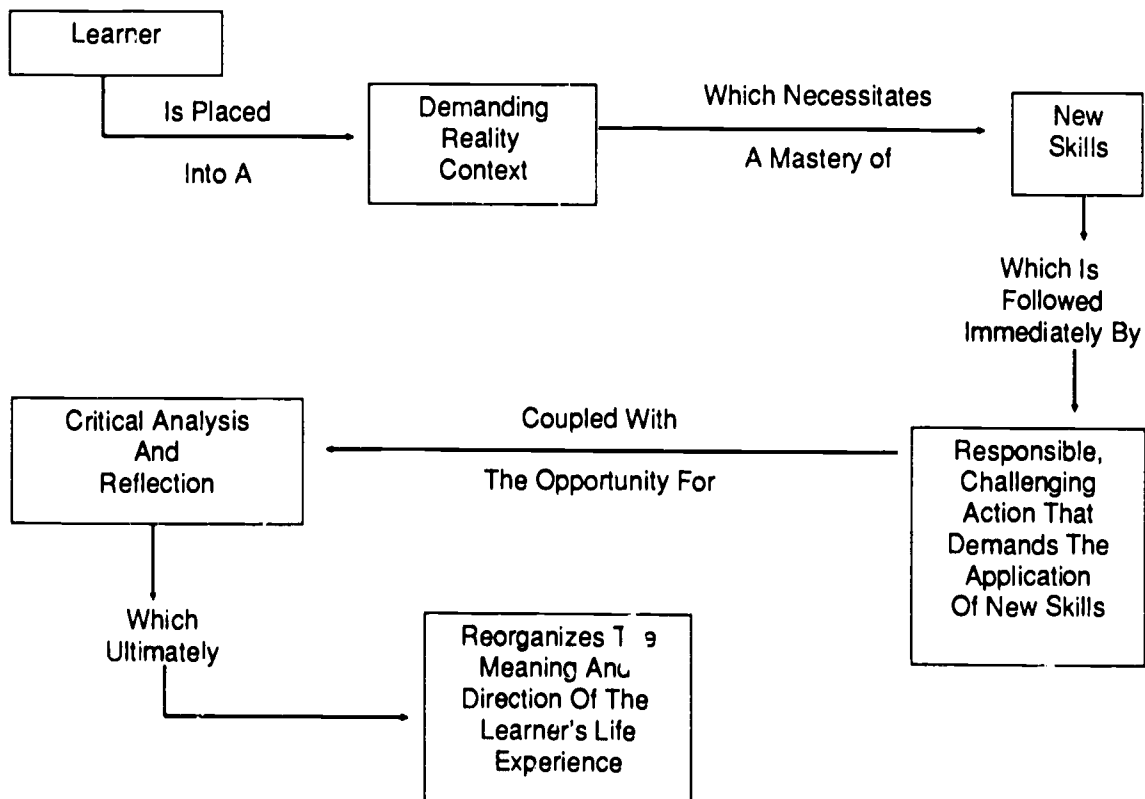 Learner
Is Placed
Into A
Demanding
Reality
Context
Which Necessitates
A Mastery of
New
Skills
Which Is
Followed
Immediately By
Responsible,
Challenging
Action That
Demands The
Application
Of New Skills
Coupled With
The Opportunity For
Critical Analysis
And
Reflection
Which
Ultimately
Reorganizes The
Meaning And
Direction Of The
Learner's Life
Experience